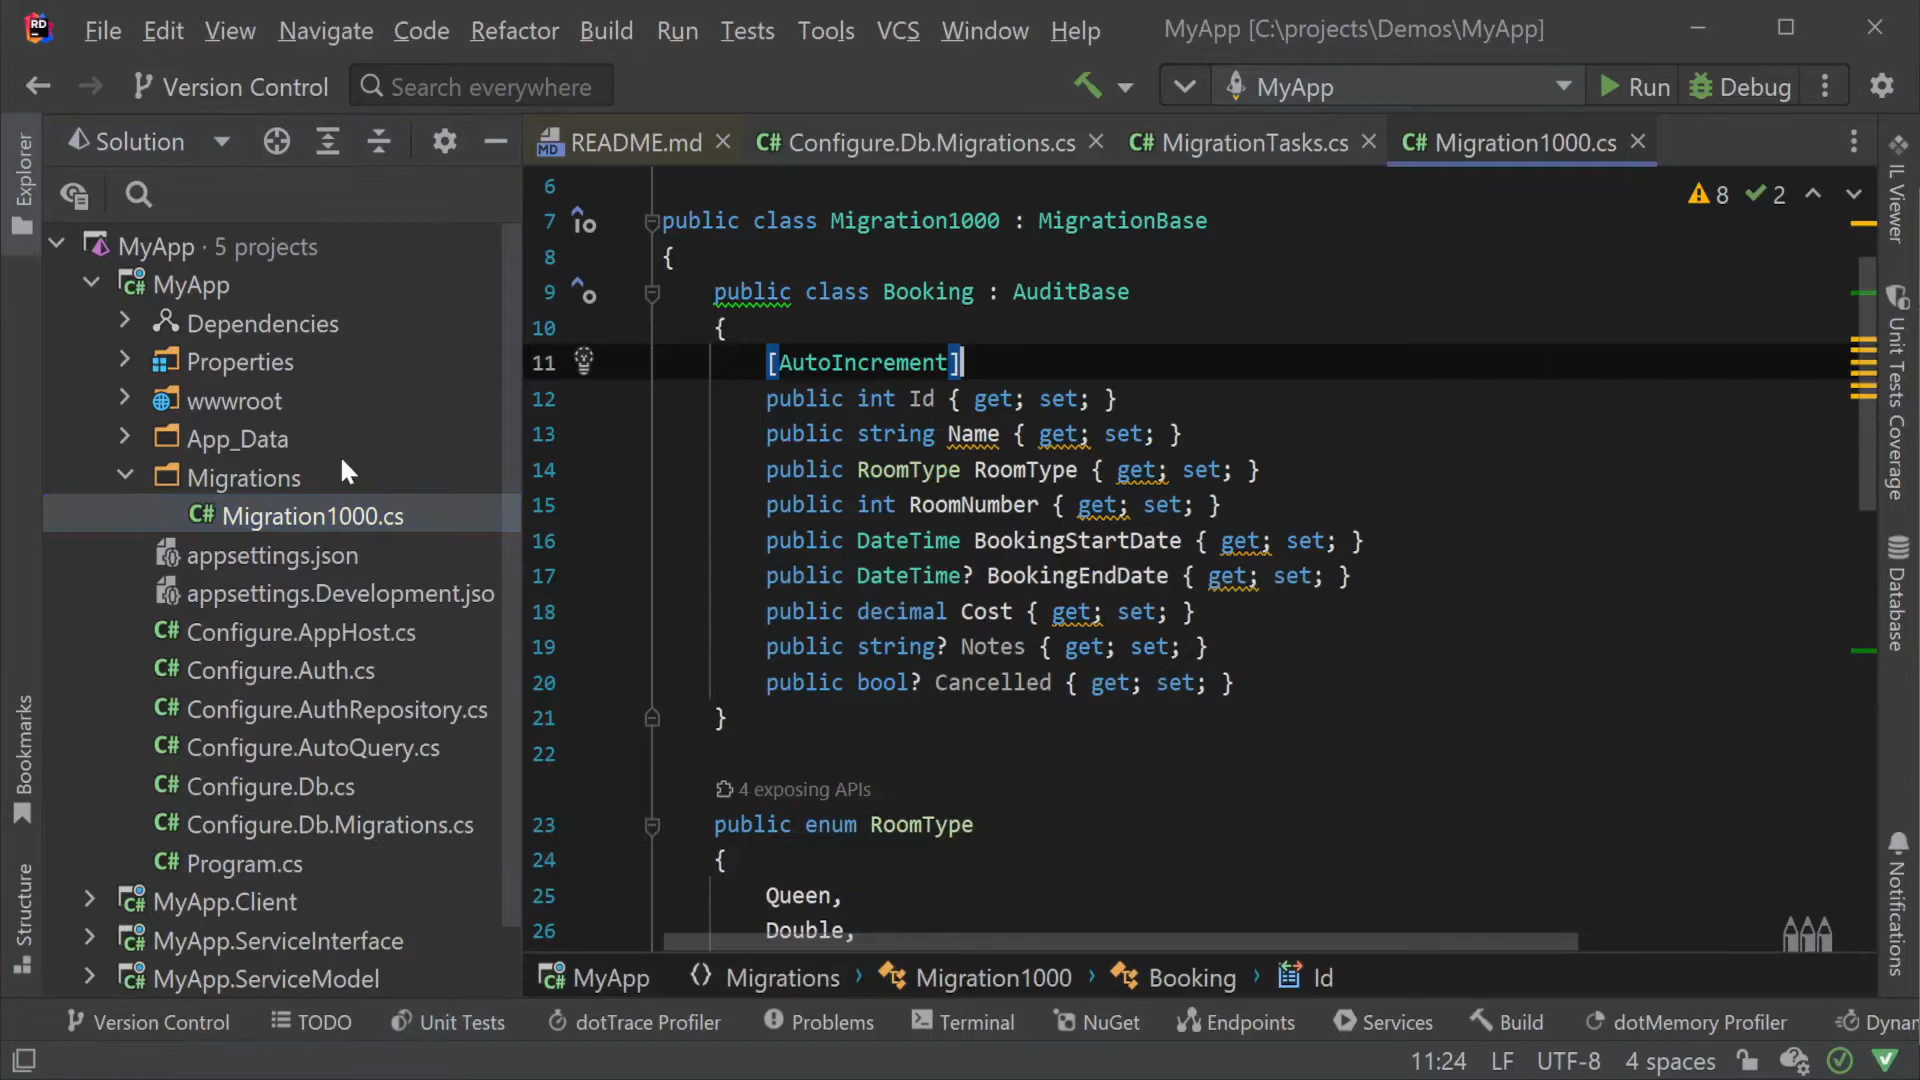 File Edit View Navigate Code Refactor Build Run Tests Tools VCS Window Help MyApp [C:\projects\Demos\MyApp]
Version Control Search everywhere MyApp Run Debug
Explorer
Solution
README.md Configure.Db.Migrations.cs MigrationTasks.cs Migration1000.cs
MyApp · 5 projects
MyApp
Dependencies
Properties
wwwroot
App_Data
Migrations
Migration1000.cs
appsettings.json
appsettings.Development.jso
Configure.AppHost.cs
Configure.Auth.cs
Configure.AuthRepository.cs
Configure.AutoQuery.cs
Configure.Db.cs
Configure.Db.Migrations.cs
Program.cs
MyApp.Client
MyApp.ServiceInterface
MyApp.ServiceModel
Bookmarks
Structure
8 2
6
7 public class Migration1000 : MigrationBase
8 {
9 public class Booking : AuditBase
10 {
11 [AutoIncrement]
12 public int Id { get; set; }
13 public string Name { get; set; }
14 public RoomType RoomType { get; set; }
15 public int RoomNumber { get; set; }
16 public DateTime BookingStartDate { get; set; }
17 public DateTime? BookingEndDate { get; set; }
18 public decimal Cost { get; set; }
19 public string? Notes { get; set; }
20 public bool? Cancelled { get; set; }
21 }
22
4 exposing APIs
23 public enum RoomType
24 {
25 Queen,
26 Double,
IL Viewer
Unit Tests Coverage
Database
Notifications
MyApp Migrations Migration1000 Booking Id
Version Control TODO Unit Tests dotTrace Profiler Problems Terminal NuGet Endpoints Services Build dotMemory Profiler Dynan
11:24 LF UTF-8 4 spaces